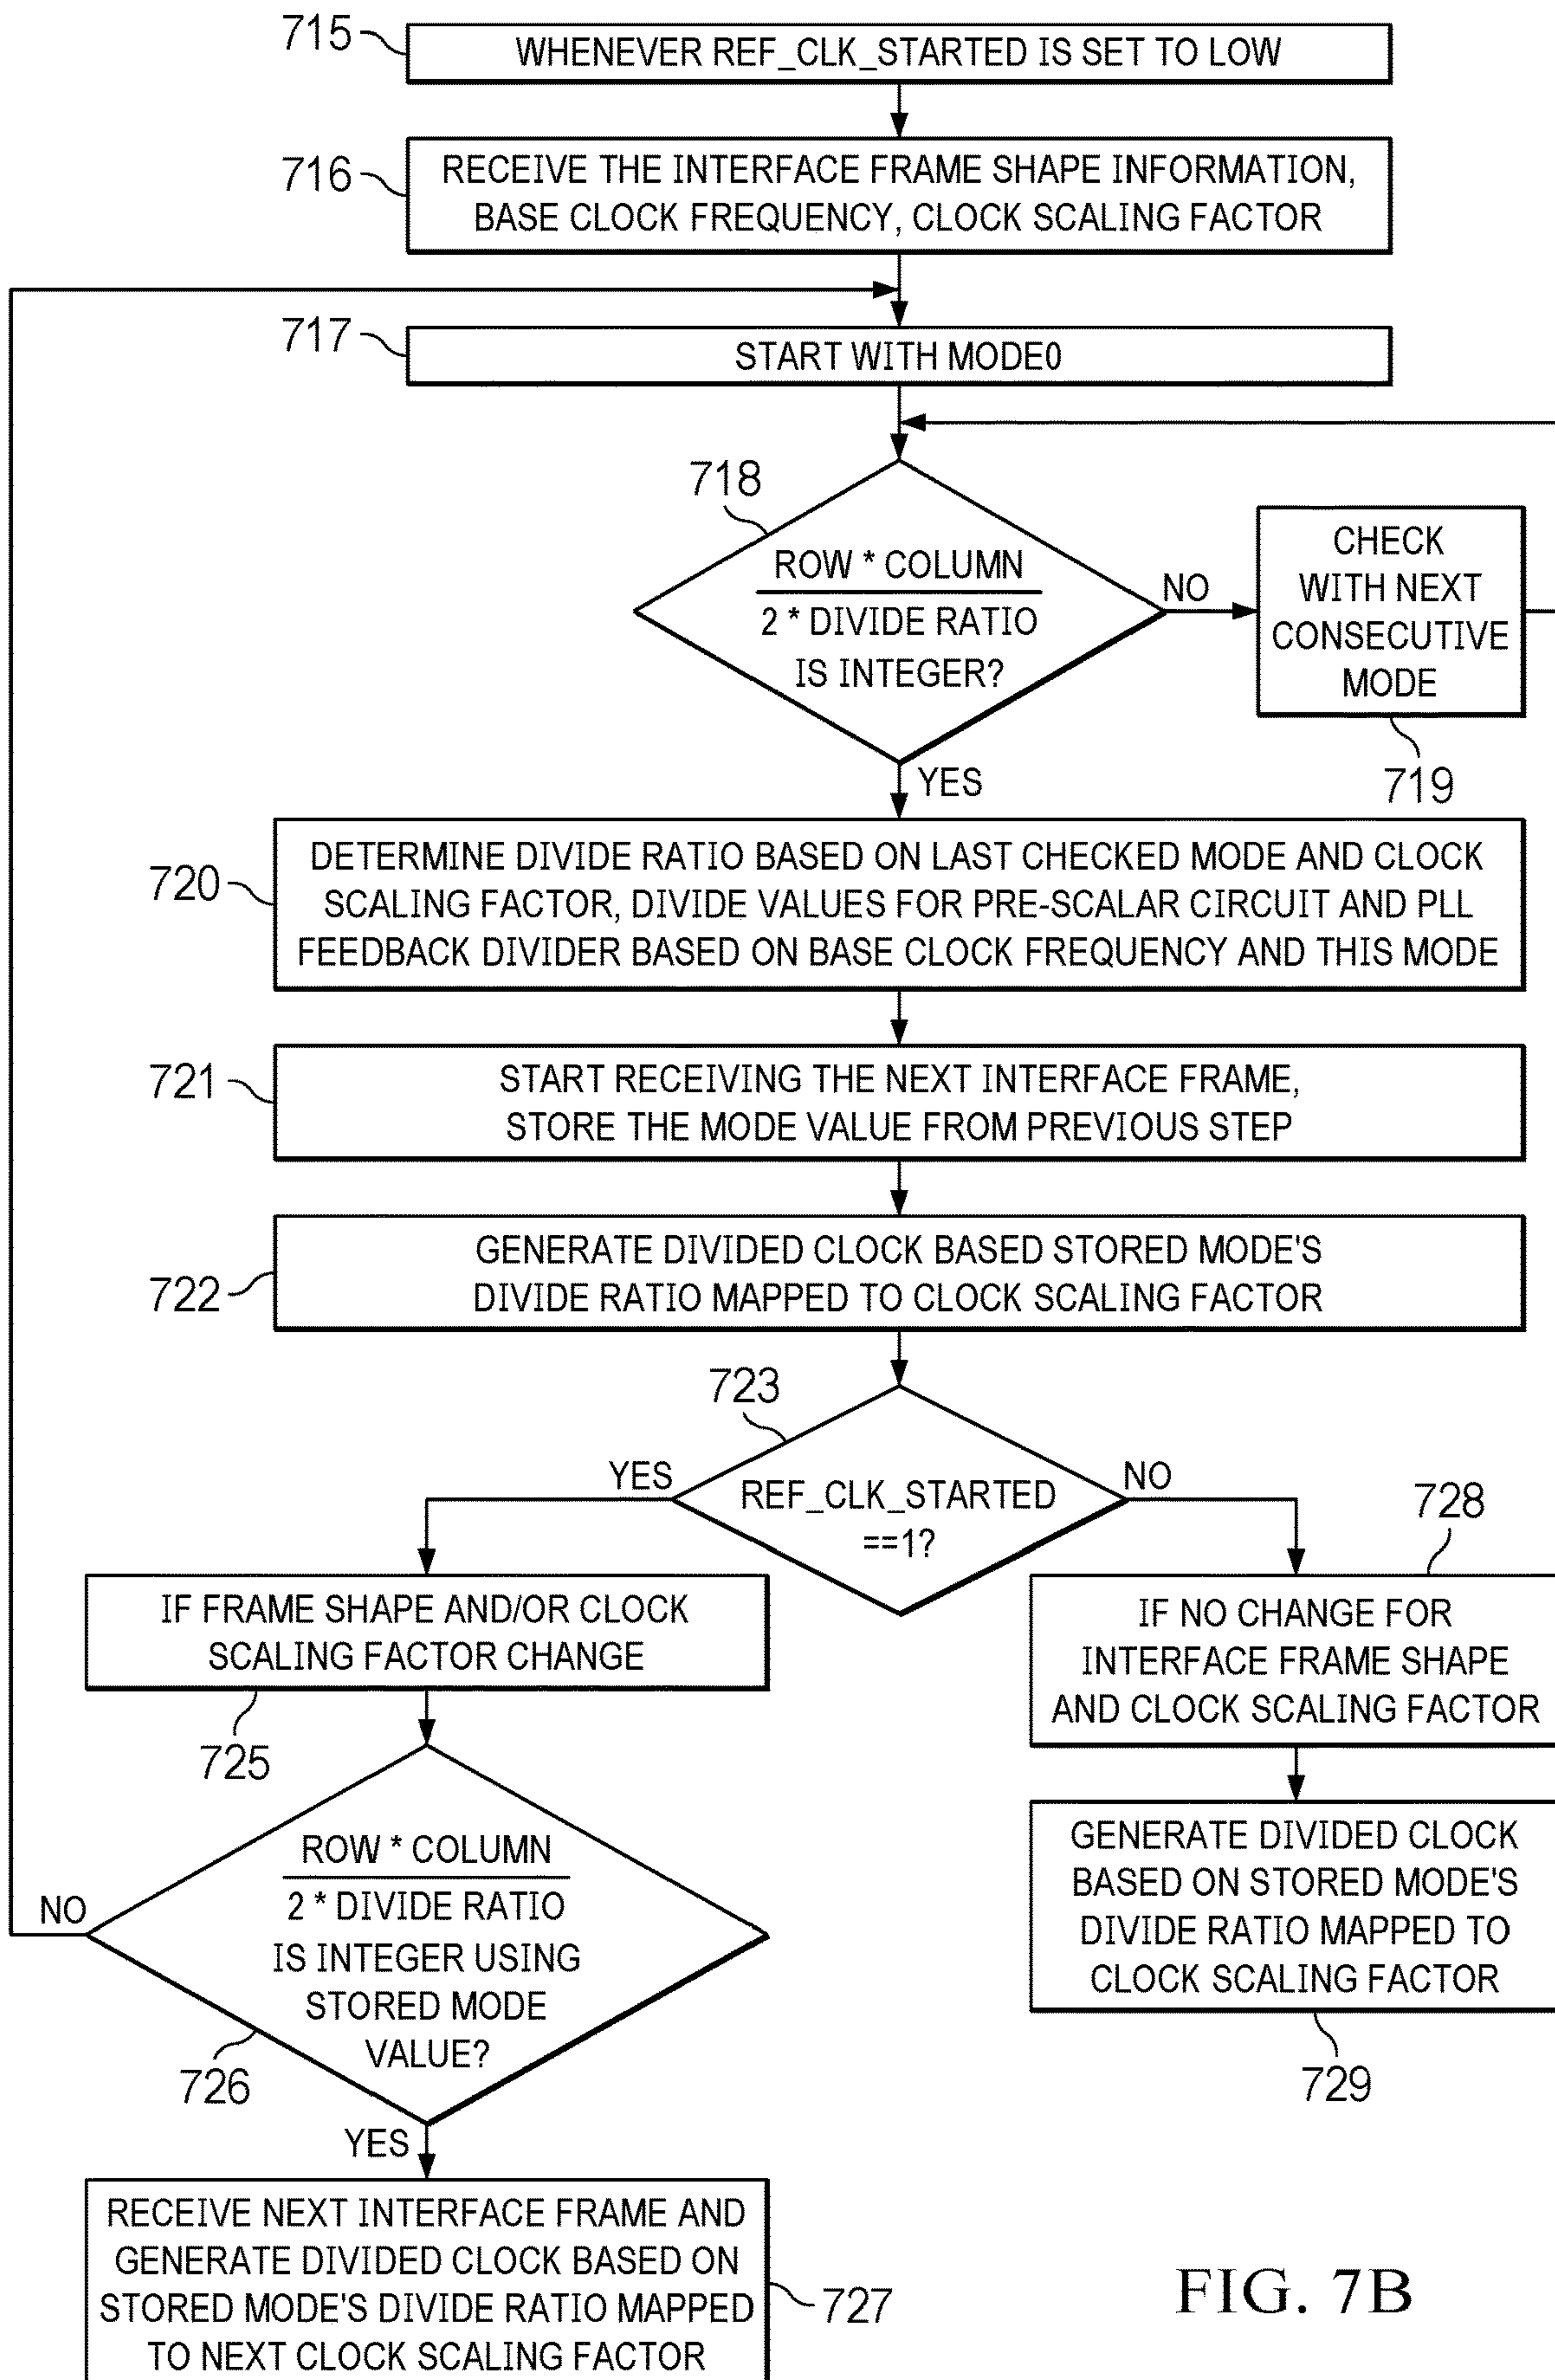 715
WHENEVER REF_CLK_STARTED IS SET TO LOW
716
RECEIVE THE INTERFACE FRAME SHAPE INFORMATION,
BASE CLOCK FREQUENCY, CLOCK SCALING FACTOR
717
START WITH MODE0
718
ROW * COLUMN
2 * DIVIDE RATIO
IS INTEGER?
NO
CHECK
WITH NEXT
CONSECUTIVE
MODE
719
YES
720
DETERMINE DIVIDE RATIO BASED ON LAST CHECKED MODE AND CLOCK
SCALING FACTOR, DIVIDE VALUES FOR PRE-SCALAR CIRCUIT AND PLL
FEEDBACK DIVIDER BASED ON BASE CLOCK FREQUENCY AND THIS MODE
721
START RECEIVING THE NEXT INTERFACE FRAME,
STORE THE MODE VALUE FROM PREVIOUS STEP
722
GENERATE DIVIDED CLOCK BASED STORED MODE'S
DIVIDE RATIO MAPPED TO CLOCK SCALING FACTOR
723
REF_CLK_STARTED
==1?
YES
NO
IF FRAME SHAPE AND/OR CLOCK
SCALING FACTOR CHANGE
725
ROW * COLUMN
2 * DIVIDE RATIO
IS INTEGER USING
STORED MODE
VALUE?
NO
726
YES
RECEIVE NEXT INTERFACE FRAME AND
GENERATE DIVIDED CLOCK BASED ON
STORED MODE'S DIVIDE RATIO MAPPED
TO NEXT CLOCK SCALING FACTOR
727
728
IF NO CHANGE FOR
INTERFACE FRAME SHAPE
AND CLOCK SCALING FACTOR
GENERATE DIVIDED CLOCK
BASED ON STORED MODE'S
DIVIDE RATIO MAPPED TO
CLOCK SCALING FACTOR
729
FIG. 7B